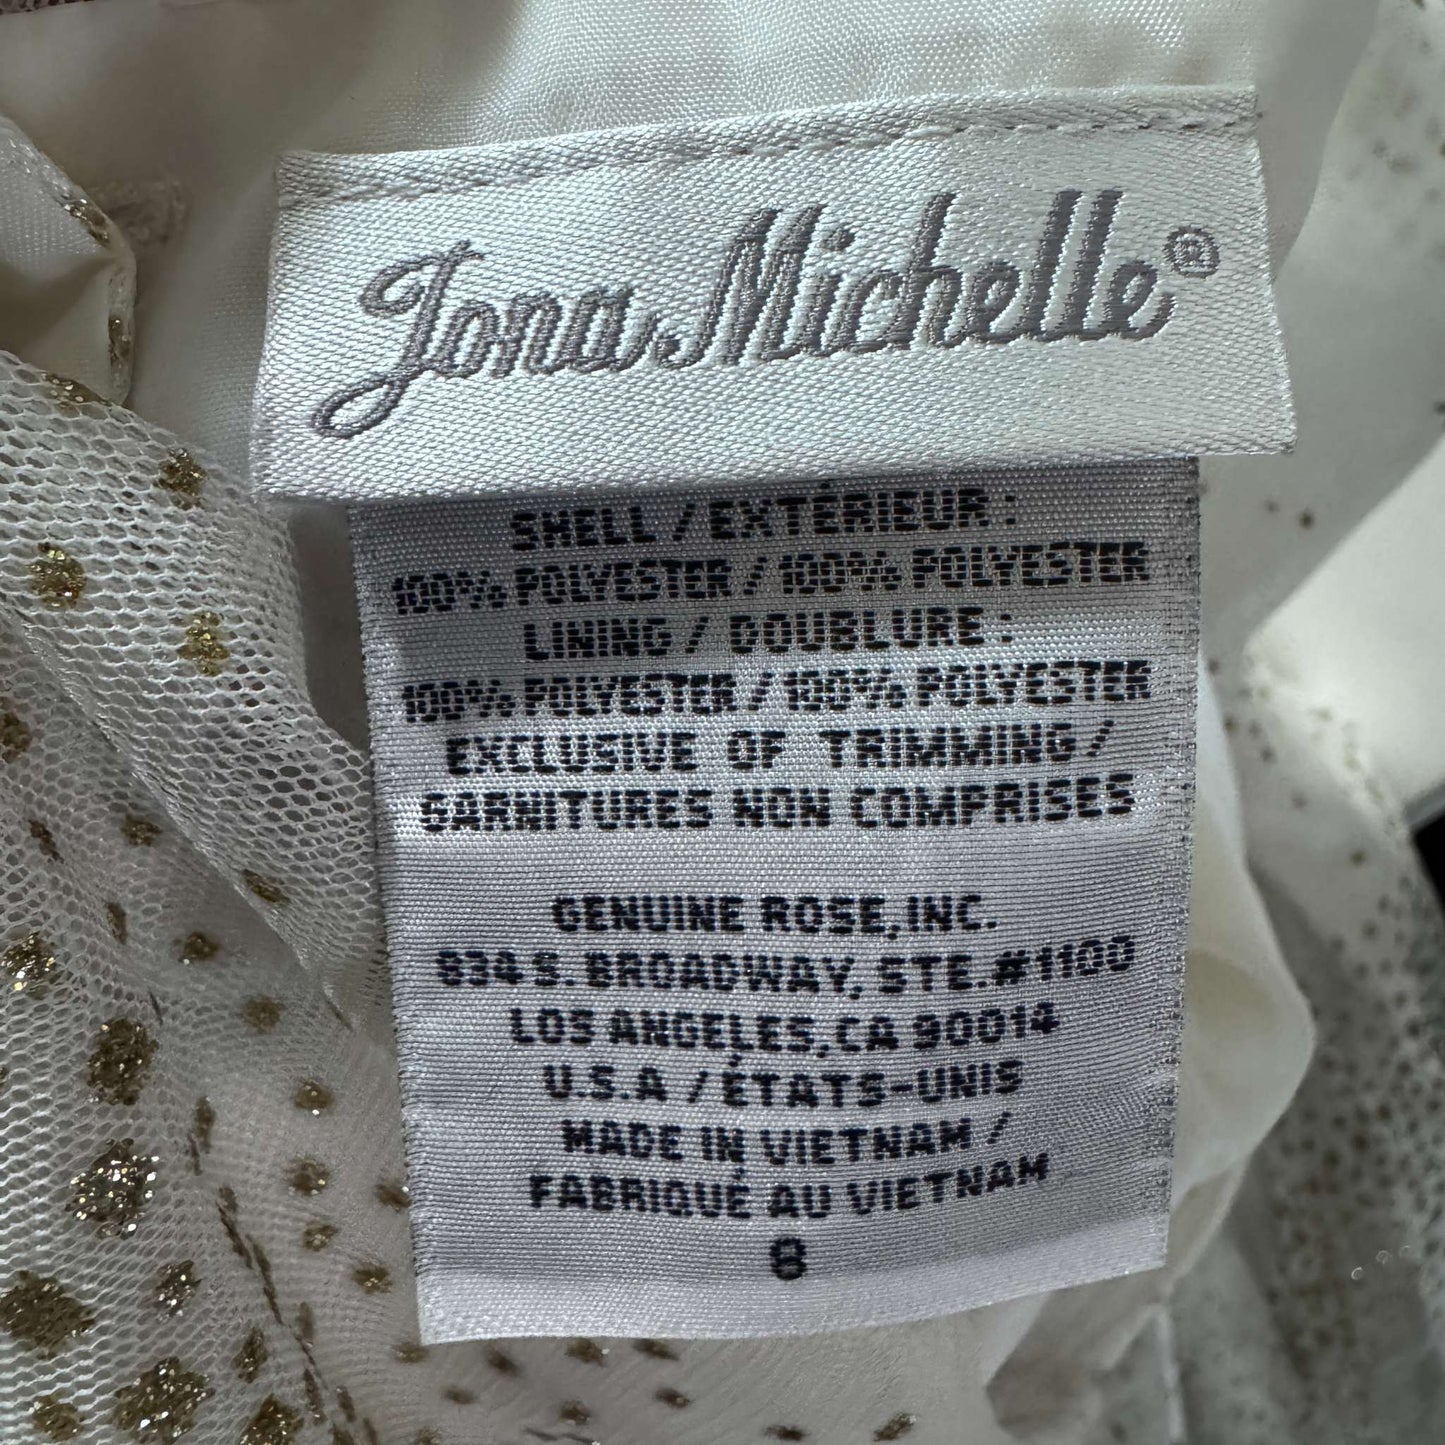 Jona Michelle®
SHELL / EXTÉRIEUR :
100% POLYESTER / 100% POLYESTER
LINING / DOUBLURE :
100% POLYESTER / 100% POLYESTER
EXCLUSIVE OF TRIMMING /
GARNITURES NON COMPRISES
GENUINE ROSE, INC.
834 S. BROADWAY, STE.#1100
LOS ANGELES, CA 90014
U.S.A / ÉTATS-UNIS
MADE IN VIETNAM /
FABRIQUÉ AU VIETNAM
8